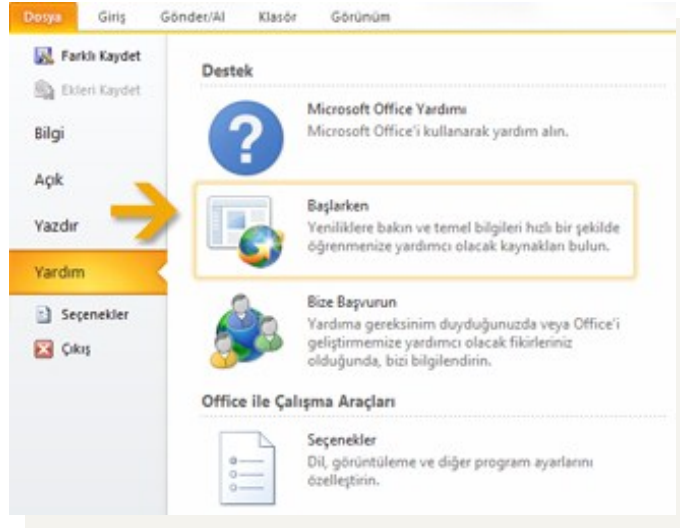 Dosya Giriş Gönder/Al Klasör Görünüm
Farklı Kaydet
Ekleri Kaydet
Bilgi
Açık
Yazdır
Yardım
Seçenekler
Çıkış
Destek
Microsoft Office Yardımı
Microsoft Office'i kullanarak yardım alın.
Başlarken
Yeniliklere bakın ve temel bilgileri hızlı bir şekilde
öğrenmenize yardımcı olacak kaynakları bulun.
Bize Başvurun
Yardıma gereksinim duyduğunuzda veya Office'i
geliştirmemize yardımcı olacak fikirleriniz
olduğunda, bizi bilgilendirin.
Office ile Çalışma Araçları
Seçenekler
Dil, görüntüleme ve diğer program ayarlarını
özelleştirin.